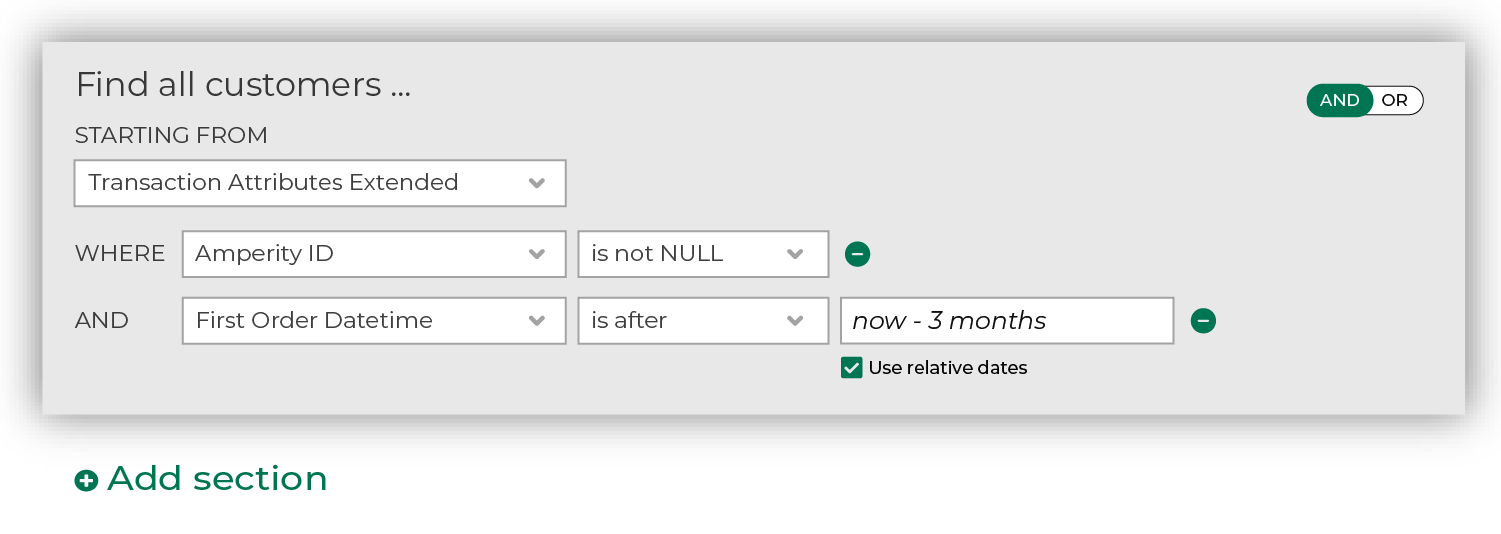 Find all customers ...
AND OR
STARTING FROM
Transaction Attributes Extended
WHERE Amperity ID is not NULL
AND First Order Datetime is after now - 3 months
Use relative dates
Add section